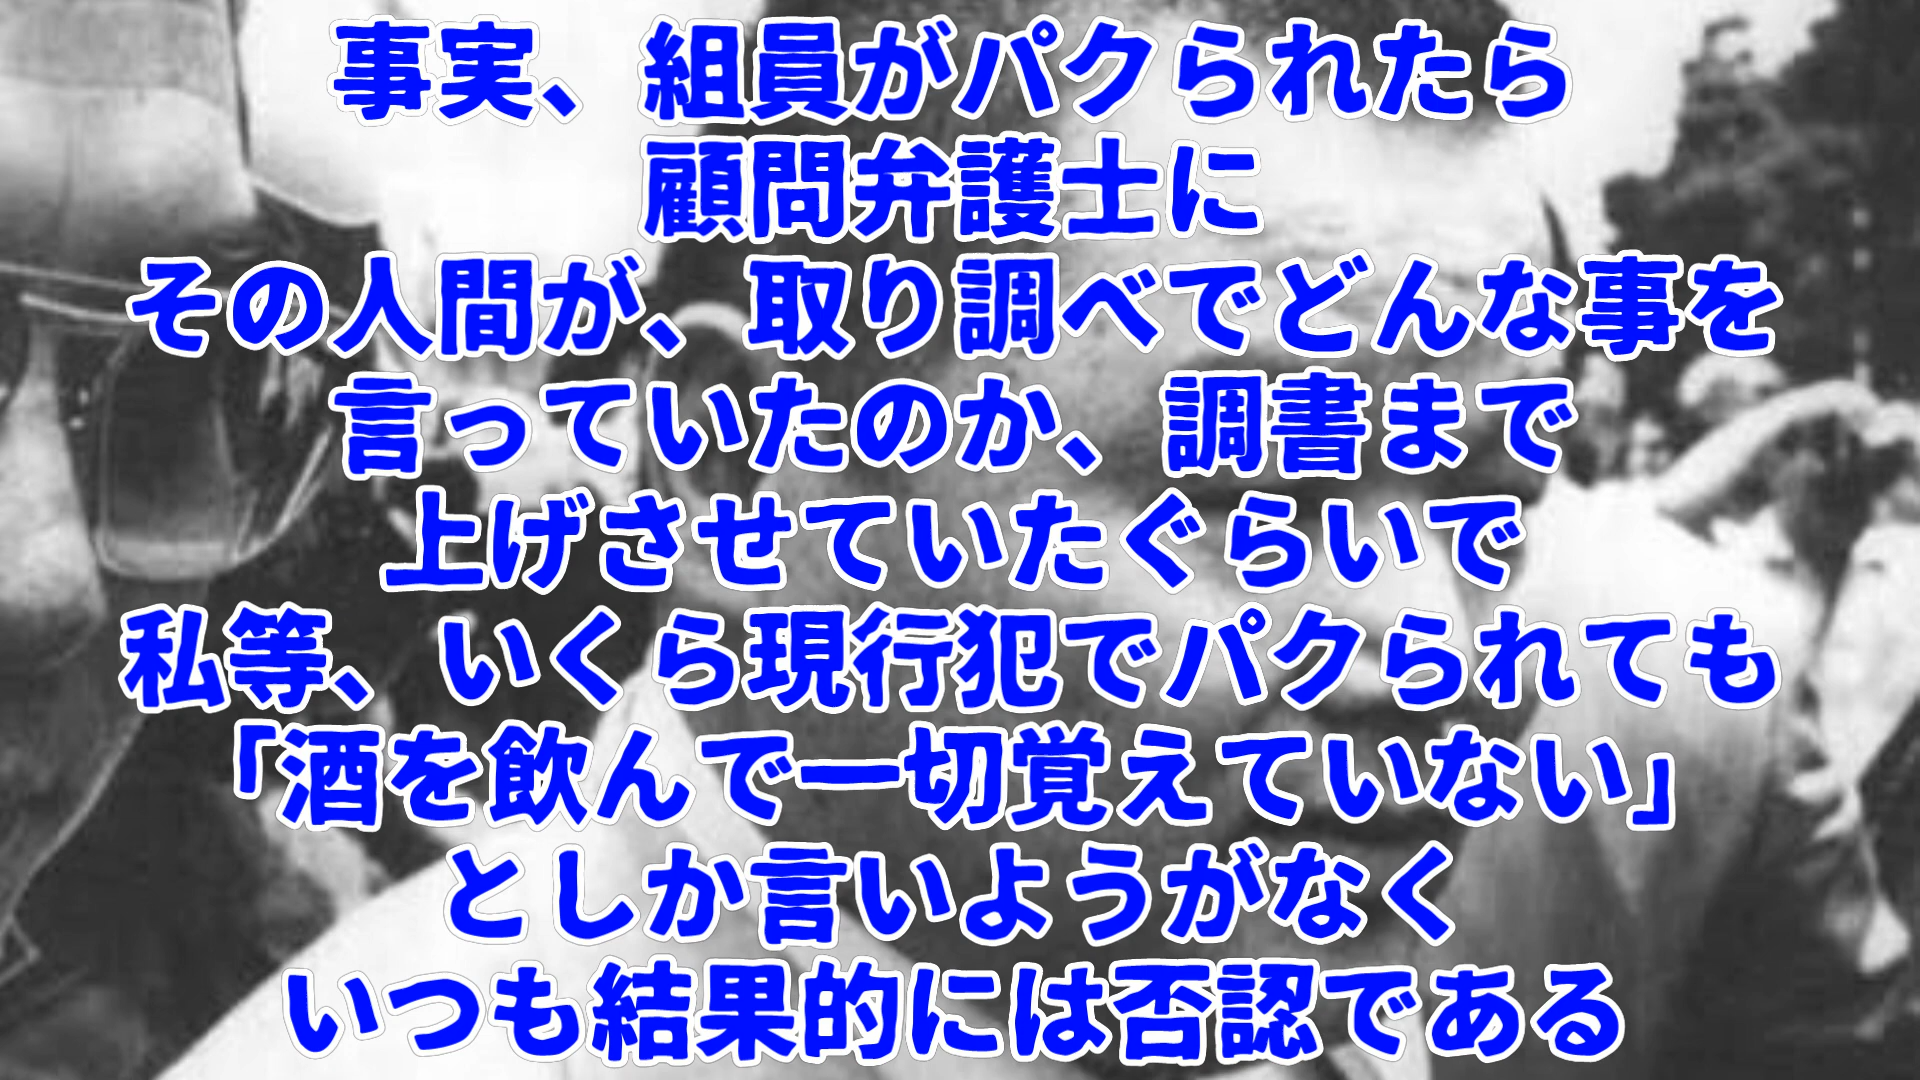 事実、組員がパクられたら
顧問弁護士に
その人間が、取り調べでどんな事を
言っていたのか、調書まで
上げさせていたぐらいで
私等、いくら現行犯でパクられても
「酒を飲んで一切覚えていない」
としか言いようがなく
いつも結果的には否認である